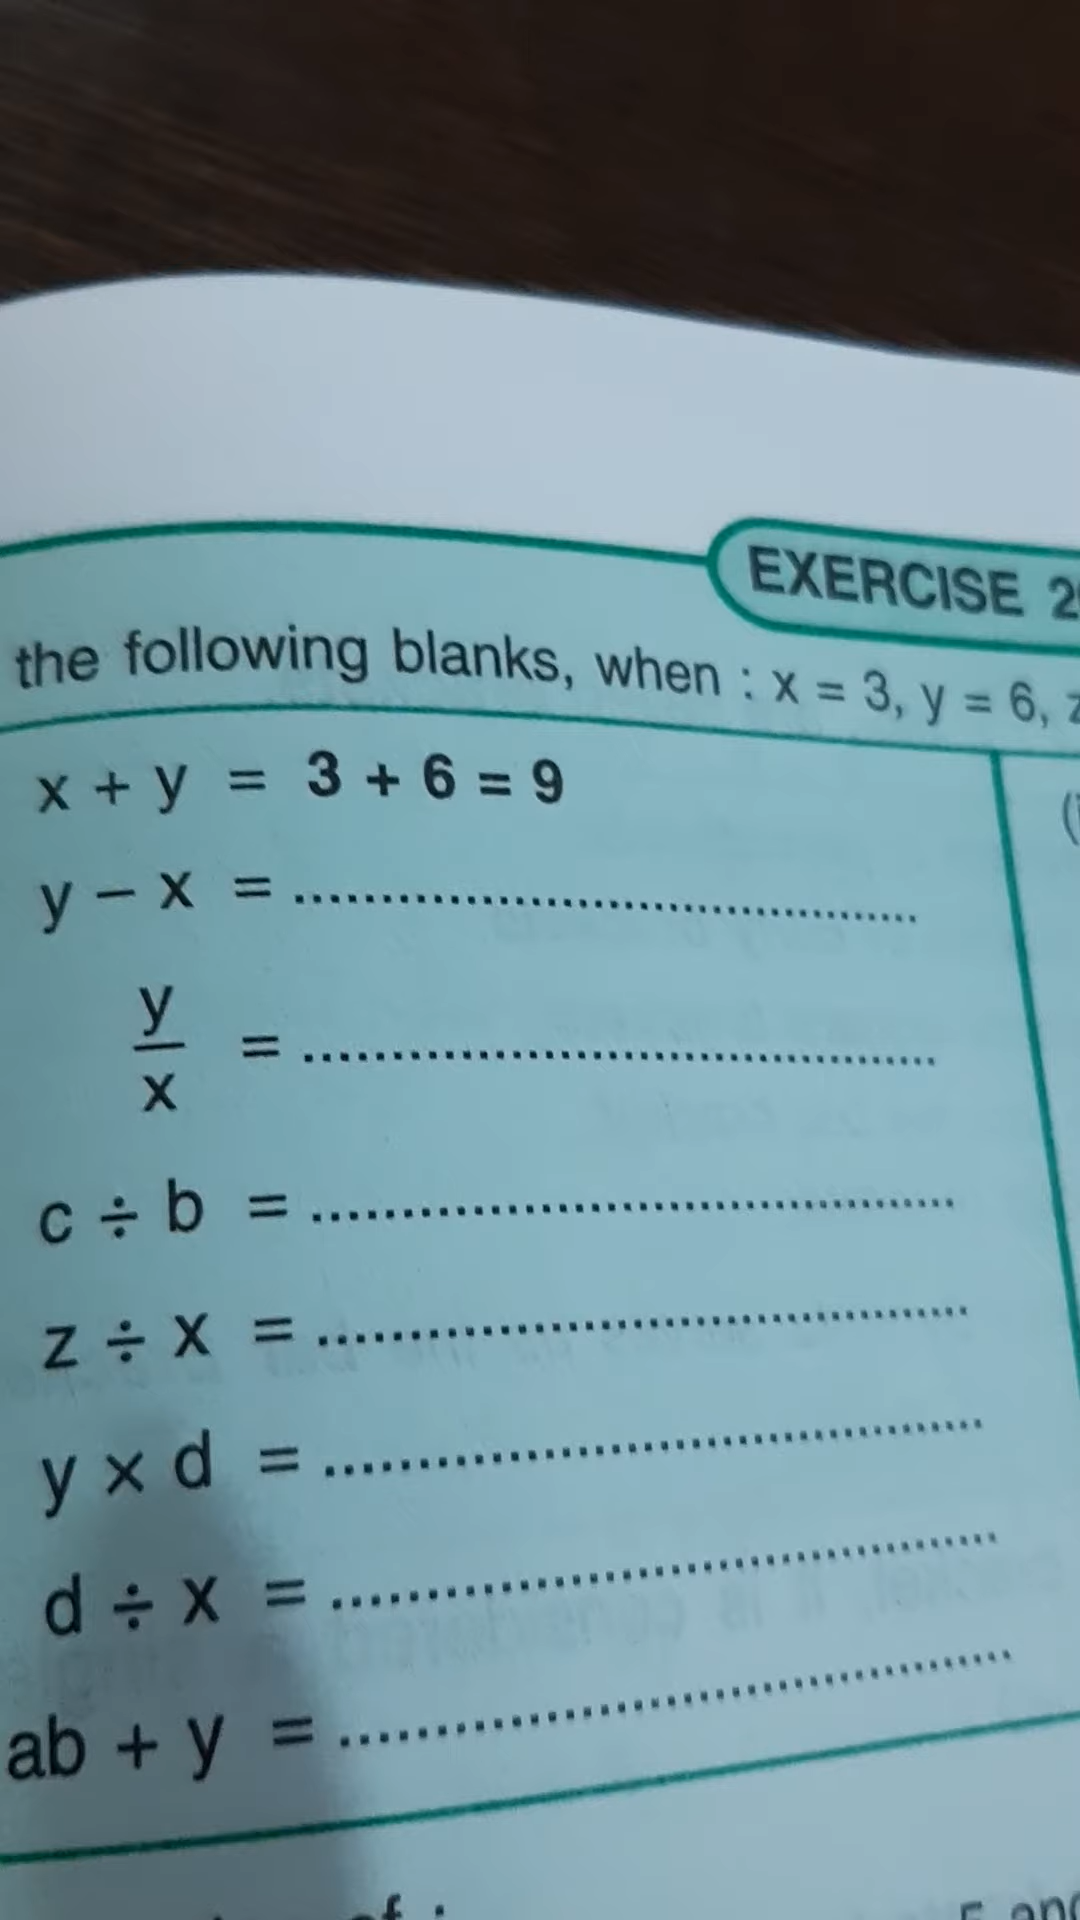 EXERCISE 2
the following blanks, when : x = 3, y = 6, z
x + y = 3 + 6 = 9
y − x = ........................................
y/x = ........................................
c ÷ b = ........................................
z ÷ x = ........................................
y × d = ........................................
d ÷ x = ........................................
ab + y = ........................................